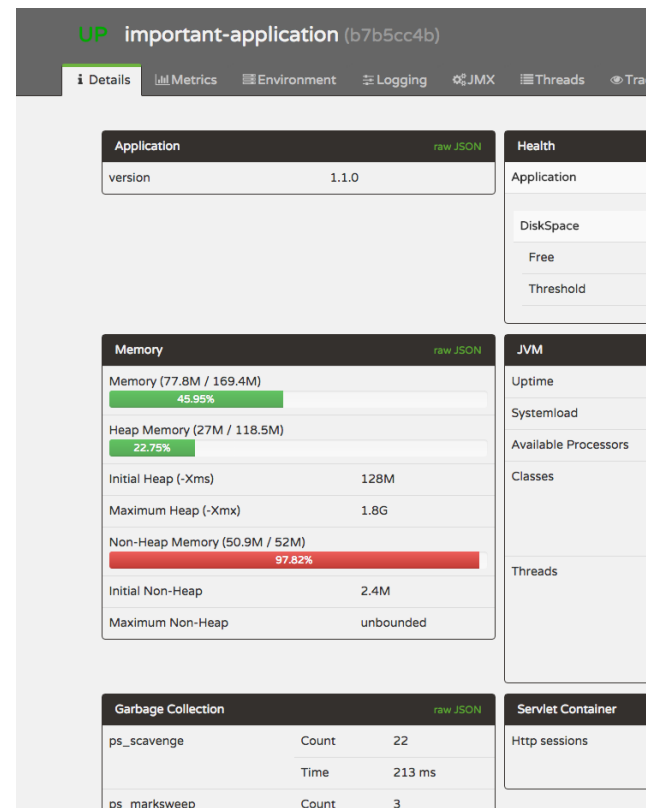 UP important-application (b7b5cc4b)
Details Metrics Environment Logging JMX Threads Tra
Application raw JSON
version 1.1.0
Health
Application
DiskSpace
Free
Threshold
Memory raw JSON
Memory (77.8M / 169.4M)
45.95%
Heap Memory (27M / 118.5M)
22.75%
Initial Heap (-Xms) 128M
Maximum Heap (-Xmx) 1.8G
Non-Heap Memory (50.9M / 52M)
97.82%
Initial Non-Heap 2.4M
Maximum Non-Heap unbounded
JVM
Uptime
Systemload
Available Processors
Classes
Threads
Garbage Collection raw JSON
ps_scavenge Count 22
Time 213 ms
ps_marksweep Count 3
Servlet Container
Http sessions